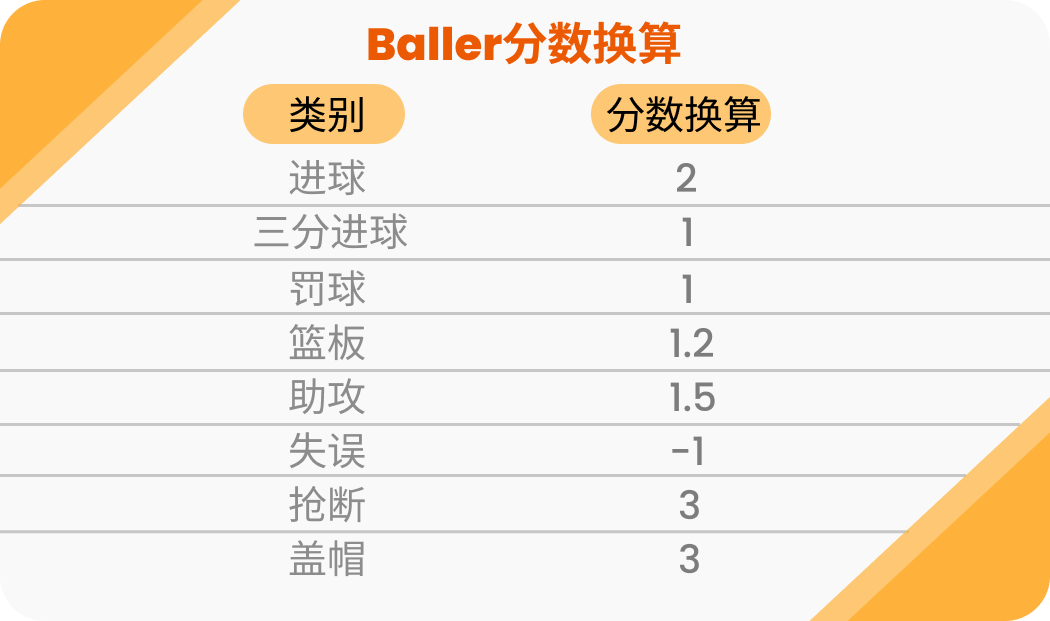 Baller分数换算
类别 分数换算
进球 2
三分进球 1
罚球 1
篮板 1.2
助攻 1.5
失误 -1
抢断 3
盖帽 3